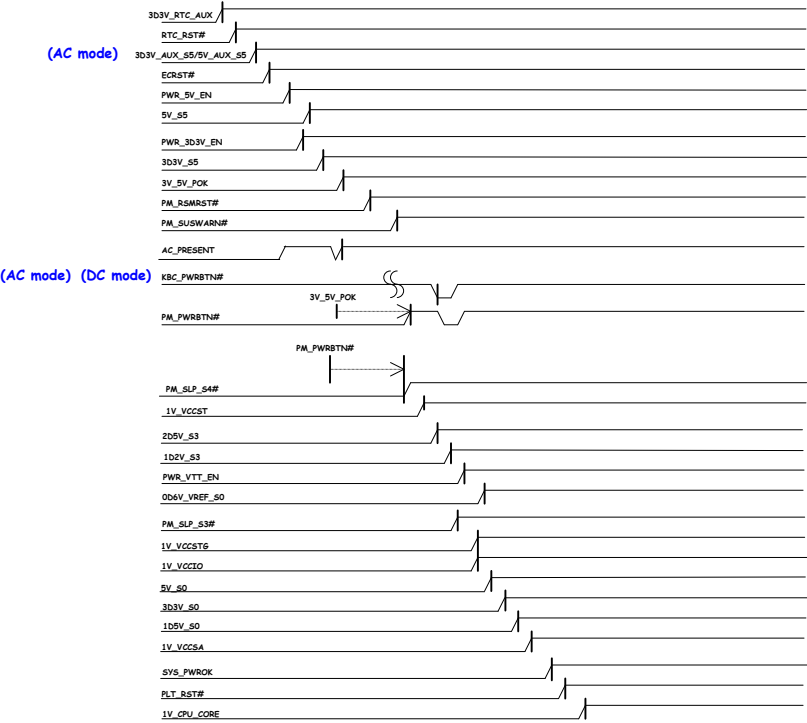 3D3V_RTC_AUX
RTC_RST#
(AC mode)
3D3V_AUX_S5/5V_AUX_S5
ECRST#
PWR_5V_EN
5V_S5
PWR_3D3V_EN
3D3V_S5
3V_5V_POK
PM_RSMRST#
PM_SUSWARN#
AC_PRESENT
(AC mode) (DC mode)
KBC_PWRBTN#
3V_5V_POK
PM_PWRBTN#
PM_PWRBTN#
PM_SLP_S4#
1V_VCCST
2D5V_S3
1D2V_S3
PWR_VTT_EN
0D6V_VREF_S0
PM_SLP_S3#
1V_VCCSTG
1V_VCCIO
5V_S0
3D3V_S0
1D5V_S0
1V_VCCSA
SYS_PWROK
PLT_RST#
1V_CPU_CORE